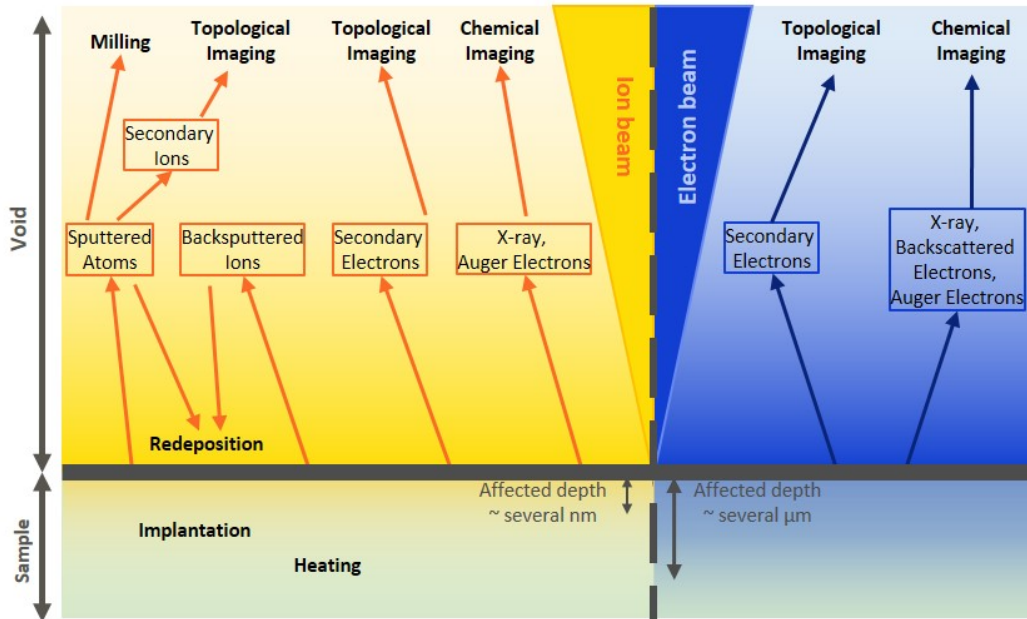 Milling
Topological
Imaging
Topological
Imaging
Chemical
Imaging
Topological
Imaging
Chemical
Imaging
Ion beam
Electron beam
Secondary
Ions
Void
Sputtered
Atoms
Backsputtered
Ions
Secondary
Electrons
X-ray,
Auger Electrons
Secondary
Electrons
X-ray,
Backscattered
Electrons,
Auger Electrons
Redeposition
Sample
Affected depth
~ several nm
Affected depth
~ several µm
Implantation
Heating